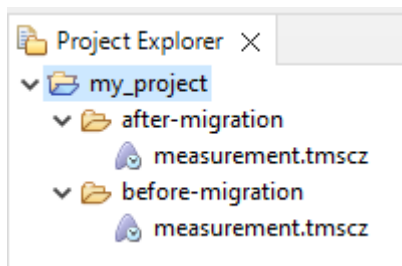 Project Explorer
my_project
after-migration
measurement.tmscz
before-migration
measurement.tmscz